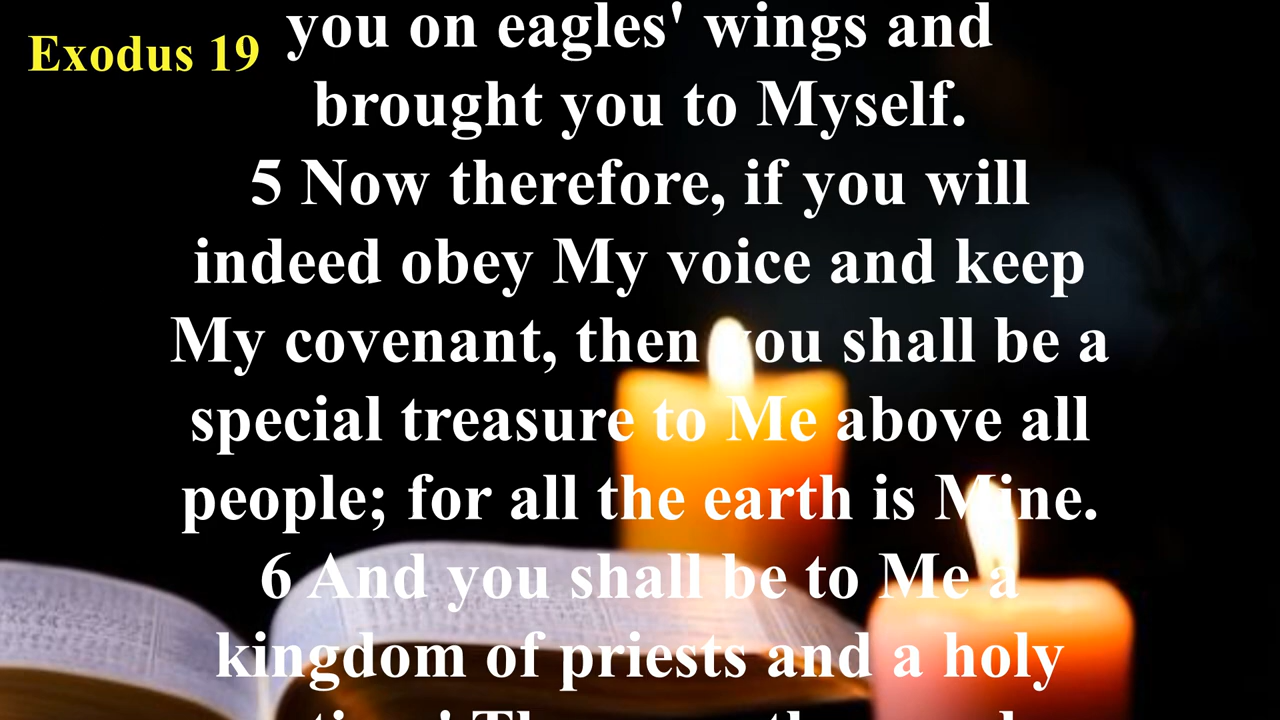 Exodus 19
you on eagles' wings and
brought you to Myself.
5 Now therefore, if you will
indeed obey My voice and keep
My covenant, then you shall be a
special treasure to Me above all
people; for all the earth is Mine.
6 And you shall be to Me a
kingdom of priests and a holy